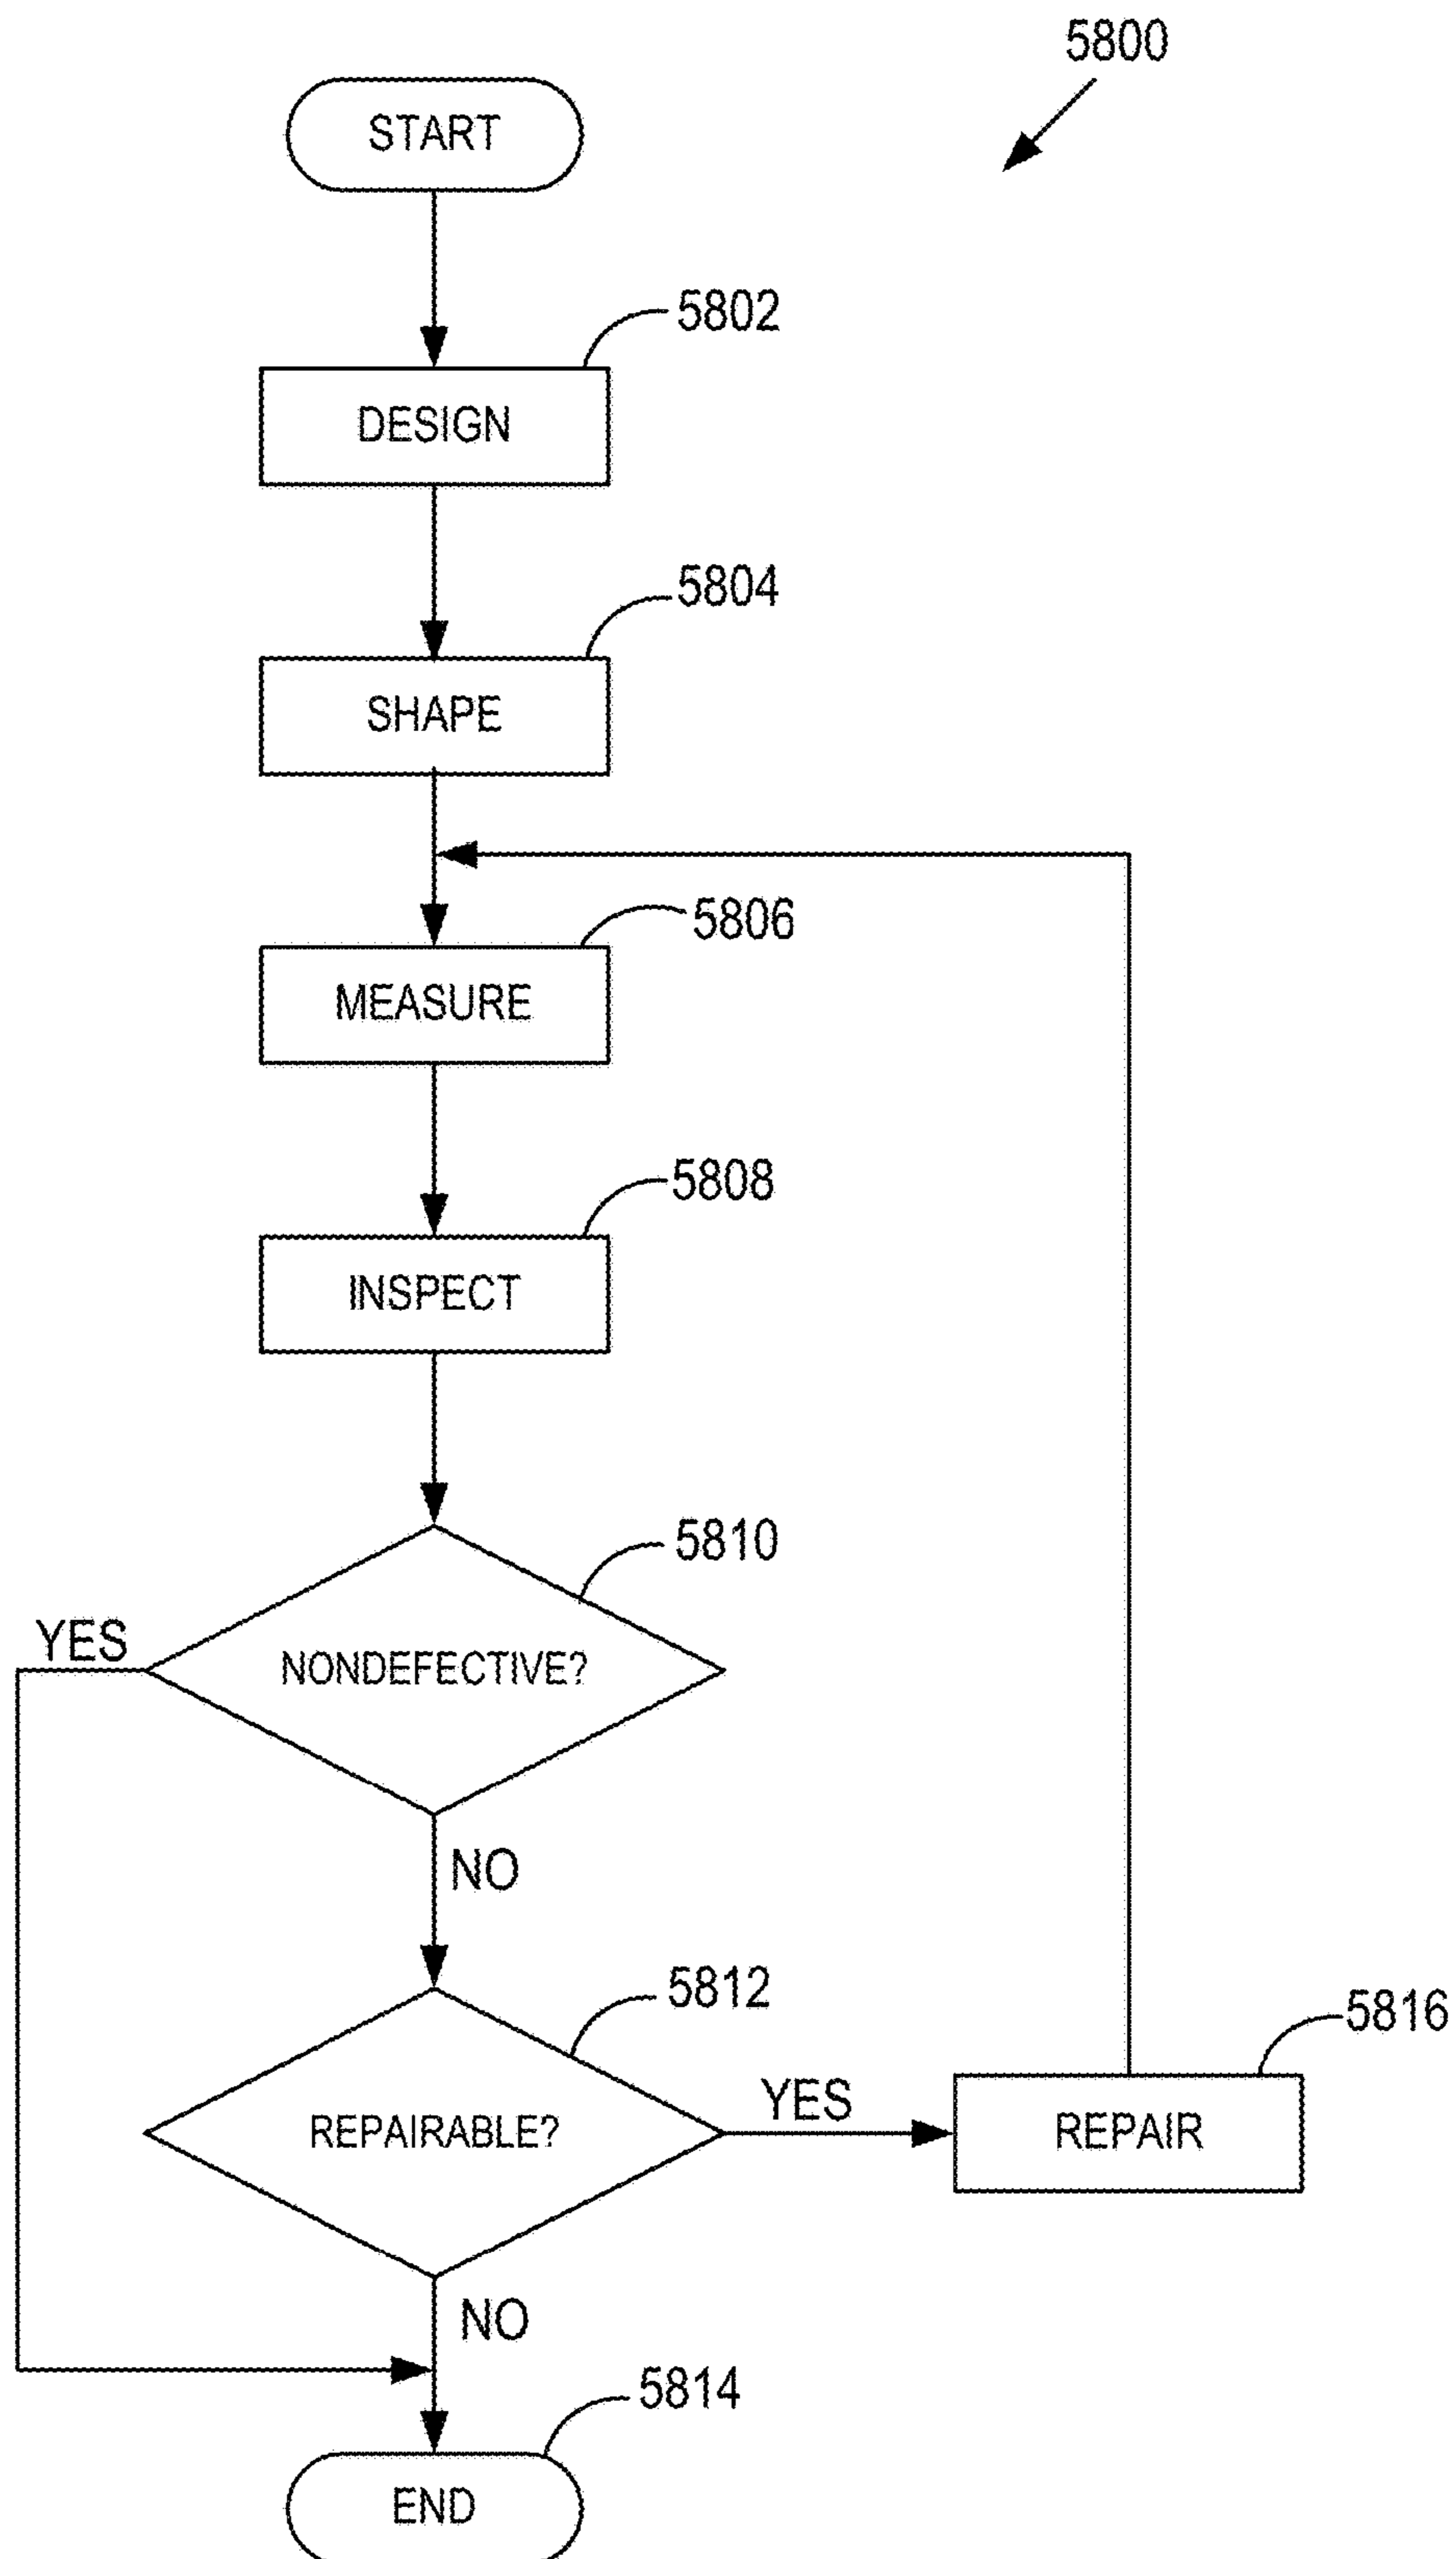 5800
START
5802
DESIGN
5804
SHAPE
5806
MEASURE
5808
INSPECT
5810
YES
NONDEFECTIVE?
NO
5812
5816
YES
REPAIRABLE?
REPAIR
NO
5814
END